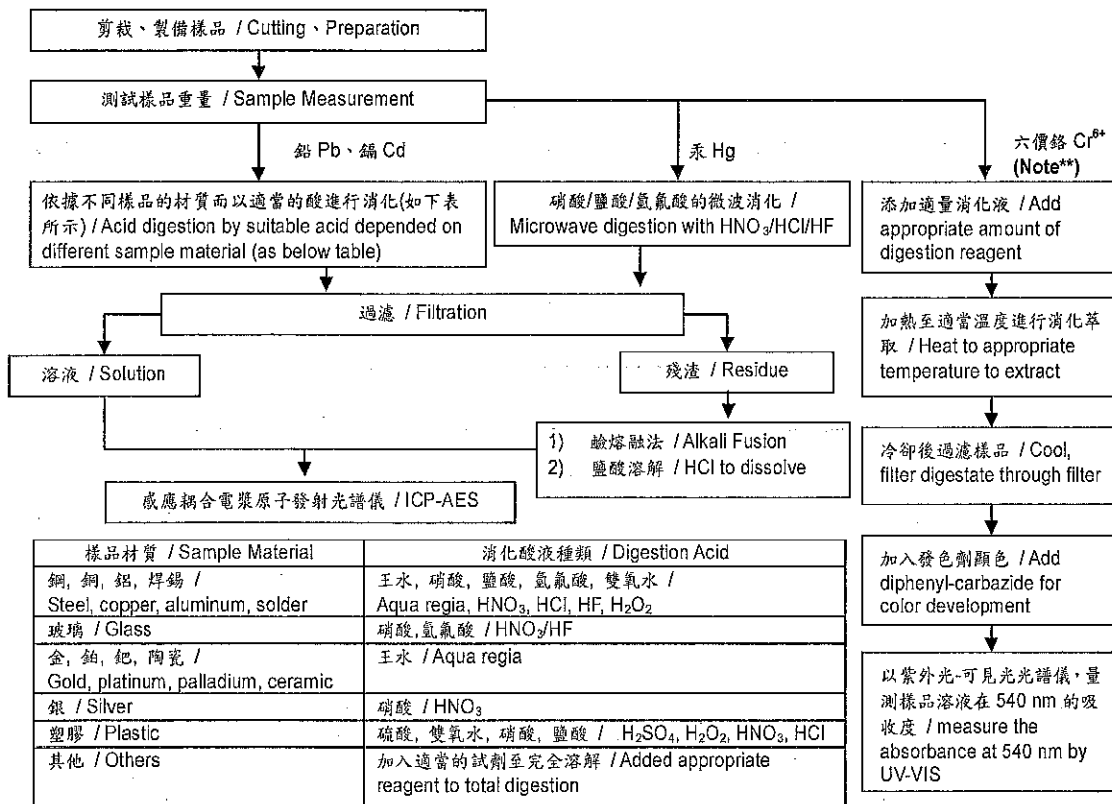 剪裁、製備樣品 / Cutting、Preparation
測試樣品重量 / Sample Measurement
鉛 Pb、鎘 Cd
汞 Hg
六價鉻 Cr⁶⁺
(Note**)
依據不同樣品的材質而以適當的酸進行消化(如下表
所示) / Acid digestion by suitable acid depended on
different sample material (as below table)
硝酸/鹽酸/氫氟酸的微波消化 /
Microwave digestion with HNO₃/HCl/HF
添加適量消化液 / Add
appropriate amount of
digestion reagent
過濾 / Filtration
溶液 / Solution
殘渣 / Residue
加熱至適當溫度進行消化萃
取 / Heat to appropriate
temperature to extract
1) 鹼熔融法 / Alkali Fusion
2) 鹽酸溶解 / HCl to dissolve
冷卻後過濾樣品 / Cool,
filter digestate through filter
感應耦合電漿原子發射光譜儀 / ICP-AES
樣品材質 / Sample Material
消化酸液種類 / Digestion Acid
鋼, 銅, 鋁, 焊錫 /
Steel, copper, aluminum, solder
王水, 硝酸, 鹽酸, 氫氟酸, 雙氧水 /
Aqua regia, HNO₃, HCl, HF, H₂O₂
玻璃 / Glass
硝酸,氫氟酸 / HNO₃/HF
金, 鉑, 鈀, 陶瓷 /
Gold, platinum, palladium, ceramic
王水 / Aqua regia
銀 / Silver
硝酸 / HNO₃
塑膠 / Plastic
硫酸, 雙氧水, 硝酸, 鹽酸 / H₂SO₄, H₂O₂, HNO₃, HCl
其他 / Others
加入適當的試劑至完全溶解 / Added appropriate
reagent to total digestion
加入發色劑顯色 / Add
diphenyl-carbazide for
color development
以紫外光-可見光光譜儀,量
測樣品溶液在 540 nm 的吸
收度 / measure the
absorbance at 540 nm by
UV-VIS